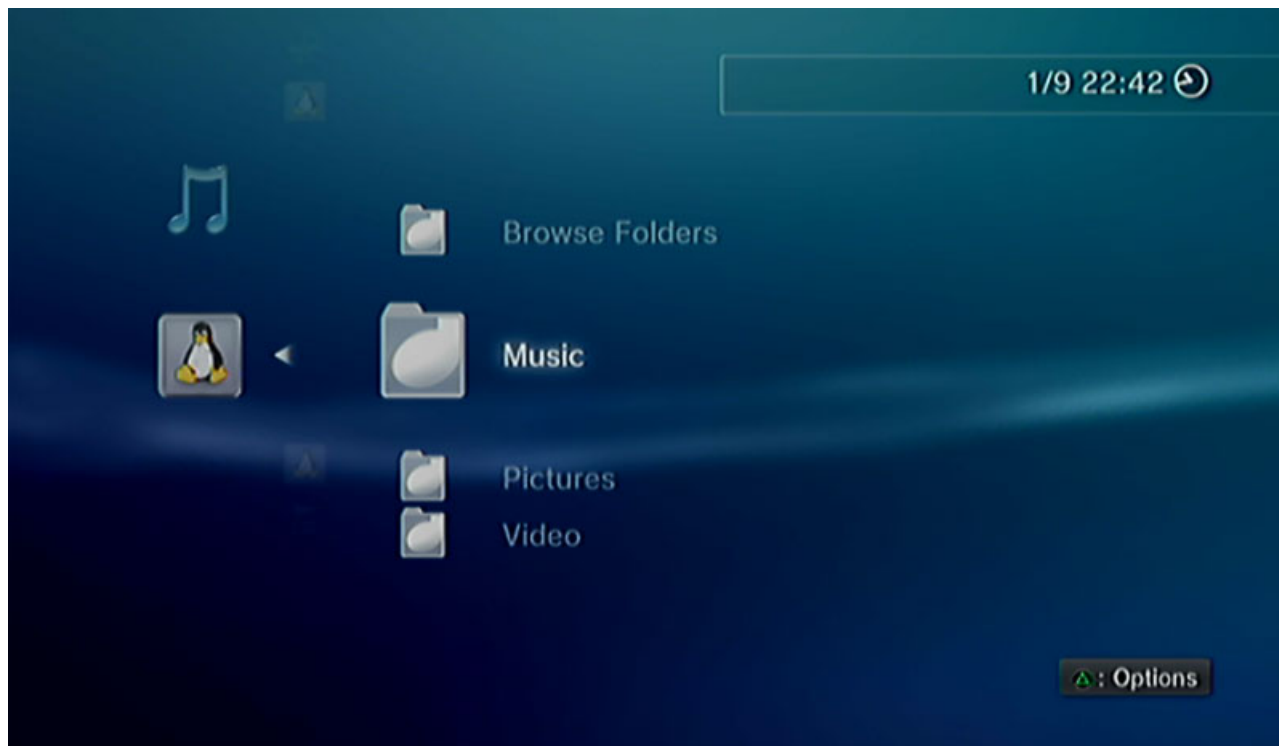 1/9 22:42
Browse Folders
Music
Pictures
Video
: Options